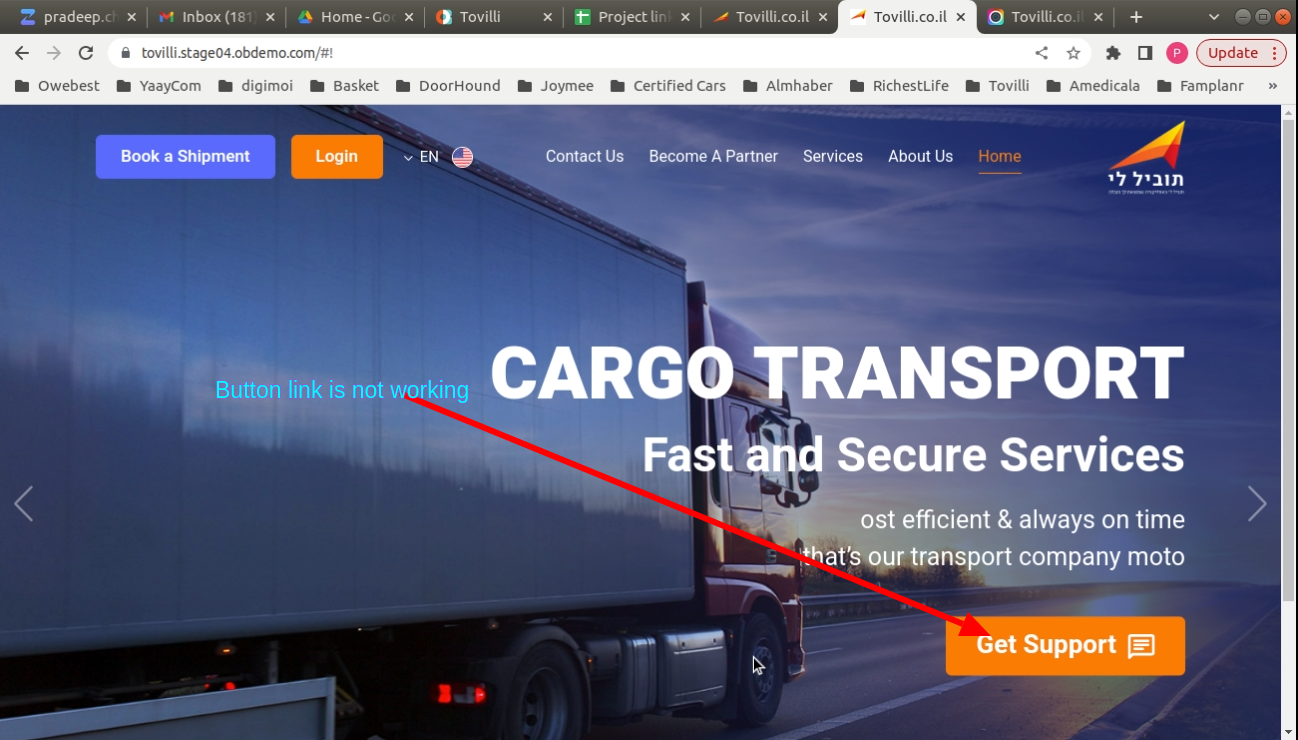 pradeep.ch
Inbox (181)
Home - Goo
Tovilli
Project lin
Tovilli.co.il
Tovilli.co.il
Tovilli.co.il
tovilli.stage04.obdemo.com/#!
P
Update
Owebest
YaayCom
digimoi
Basket
DoorHound
Joymee
Certified Cars
Almhaber
RichestLife
Tovilli
Amedicala
Famplanr
»
Book a Shipment
Login
EN
Contact Us
Become A Partner
Services
About Us
Home
תוביל לי
CARGO TRANSPORT
Button link is not working
Fast and Secure Services
ost efficient & always on time
that's our transport company moto
Get Support